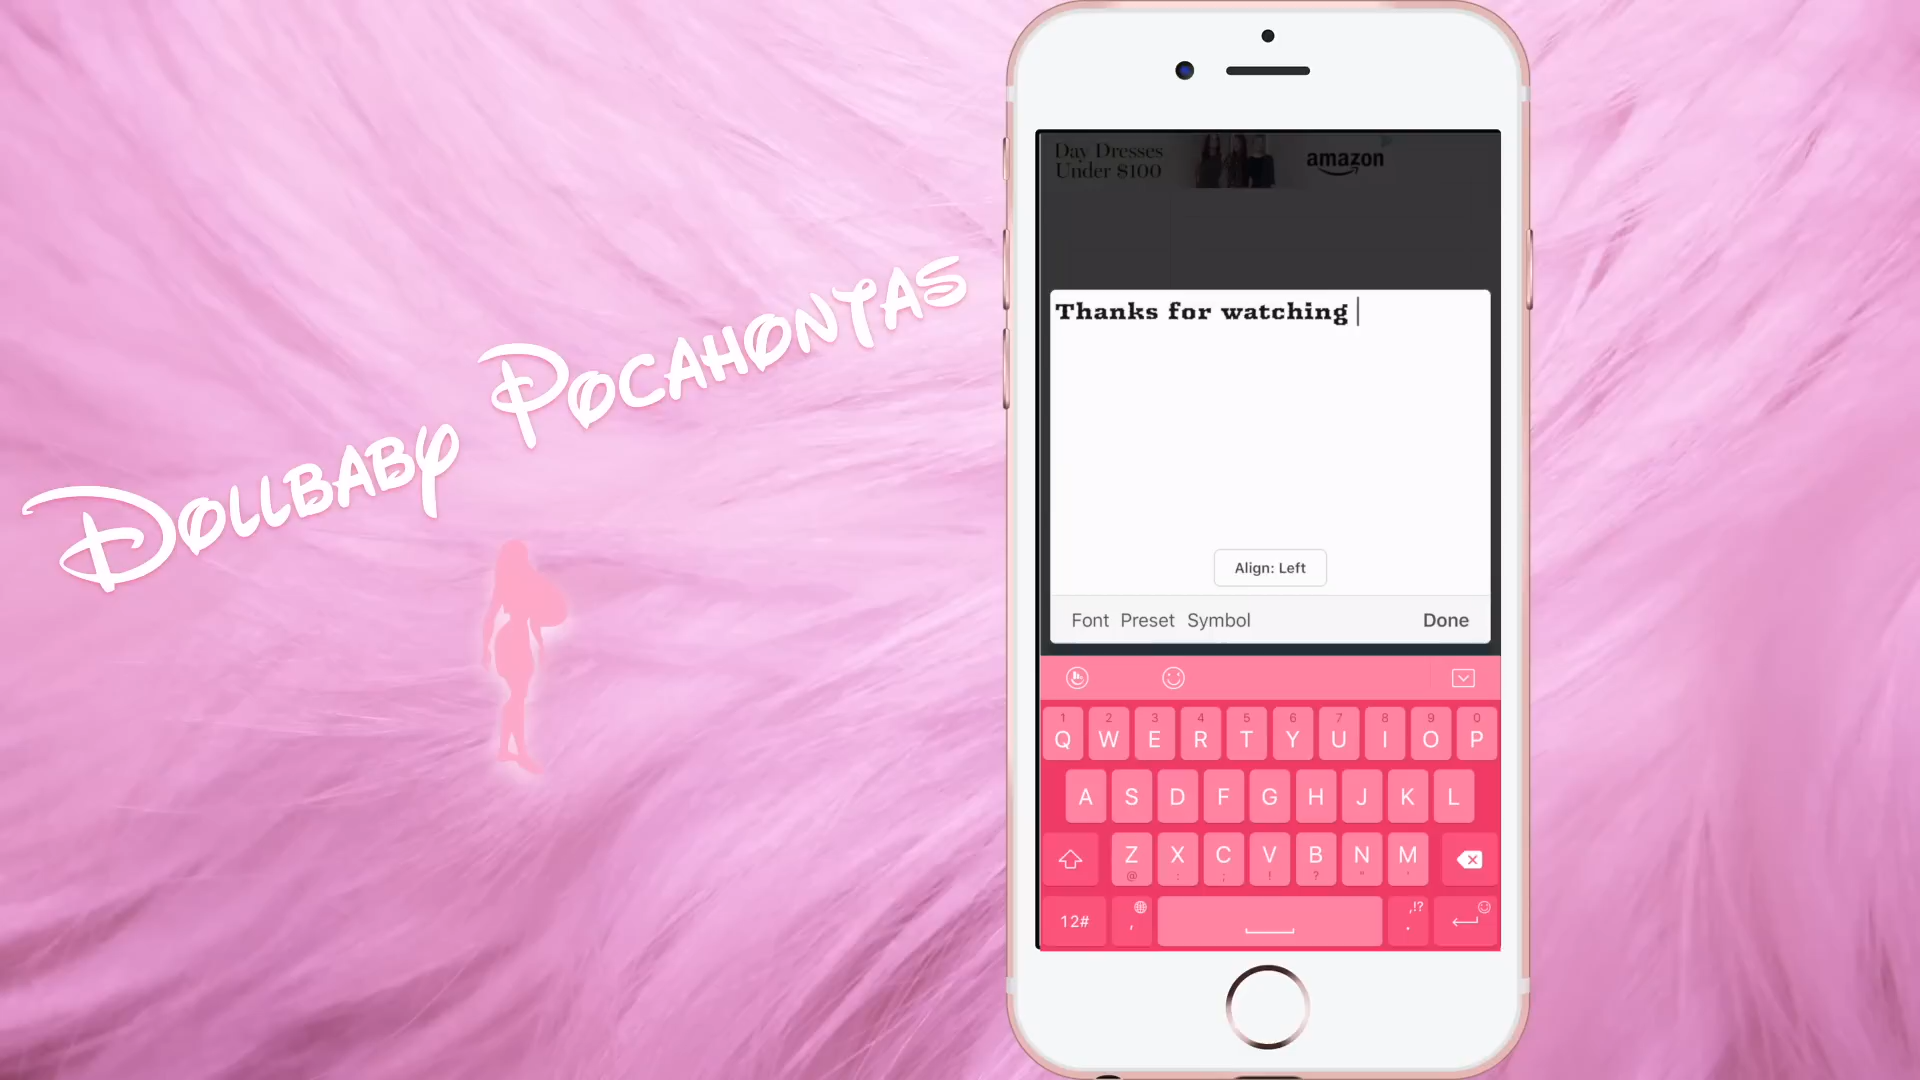 Dollbaby Pocahontas
Day Dresses
Under $100
amazon
Thanks for watching
Align: Left
Font Preset Symbol Done
1 2 3 4 5 6 7 8 9 0
Q W E R T Y U I O P
A S D F G H J K L
Z X C V B N M
@ : ; ! ? " '
12# , ,!? .